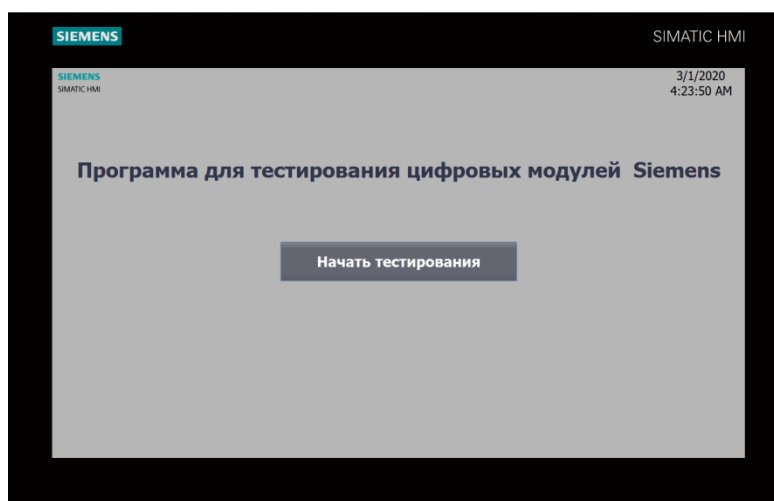 SIEMENS
SIMATIC HMI
SIEMENS
SIMATIC HMI
3/1/2020
4:23:50 AM
Программа для тестирования цифровых модулей Siemens
Начать тестирования